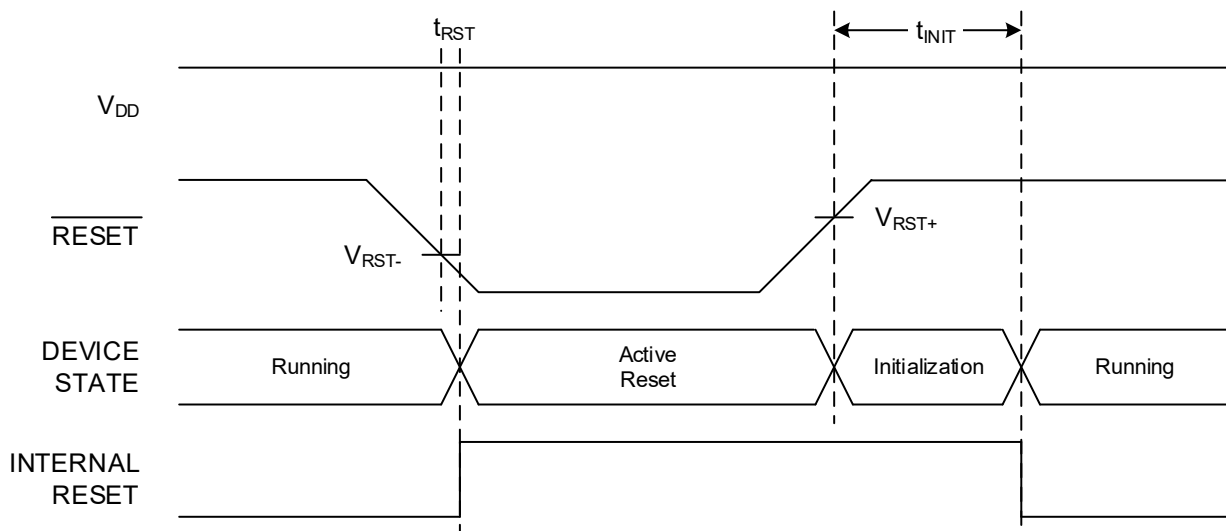 tRST
tINIT
VDD
RESET
VRST-
VRST+
DEVICE
STATE
Running
Active
Reset
Initialization
Running
INTERNAL
RESET